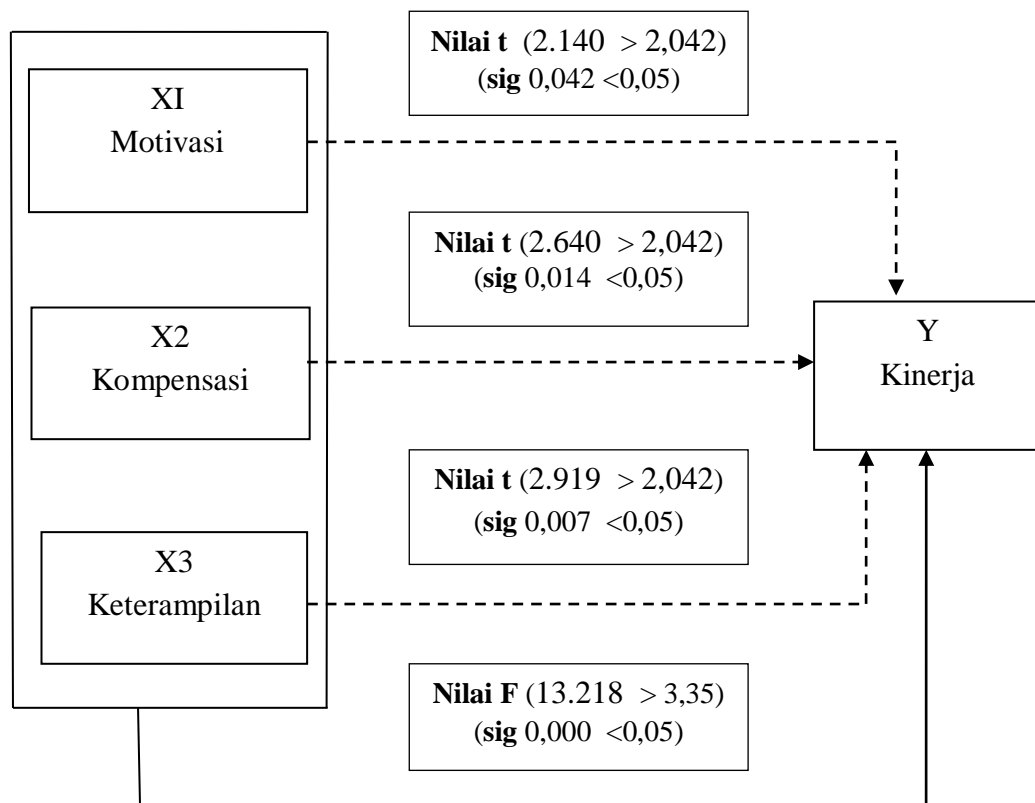 Nilai t (2.140 > 2,042)
(sig 0,042 <0,05)
XI
Motivasi
Nilai t (2.640 > 2,042)
(sig 0,014 <0,05)
X2
Kompensasi
Y
Kinerja
Nilai t (2.919 > 2,042)
(sig 0,007 <0,05)
X3
Keterampilan
Nilai F (13.218 > 3,35)
(sig 0,000 <0,05)